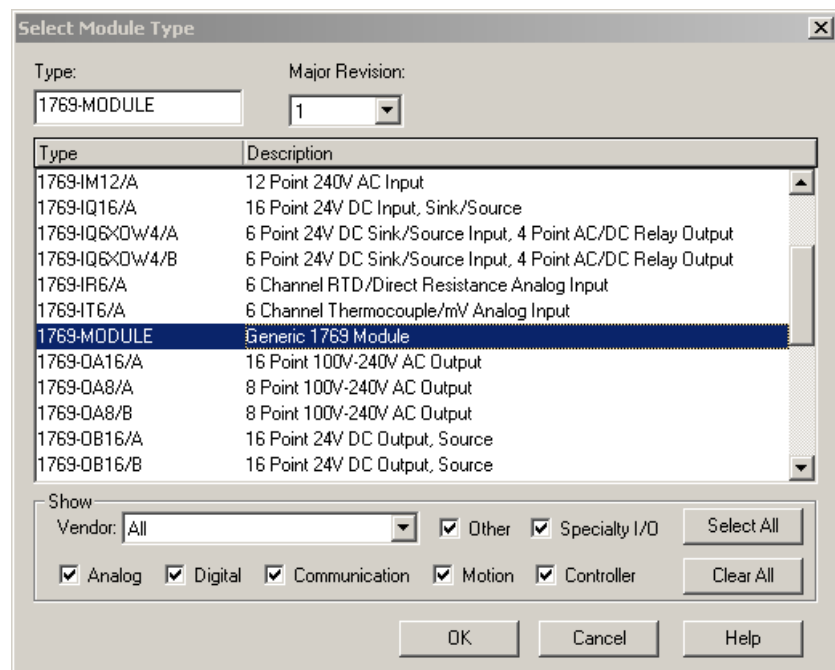 Select Module Type
Type: Major Revision:
1769-MODULE 1
Type Description
1769-IM12/A 12 Point 240V AC Input
1769-IQ16/A 16 Point 24V DC Input, Sink/Source
1769-IQ6XOW4/A 6 Point 24V DC Sink/Source Input, 4 Point AC/DC Relay Output
1769-IQ6XOW4/B 6 Point 24V DC Sink/Source Input, 4 Point AC/DC Relay Output
1769-IR6/A 6 Channel RTD/Direct Resistance Analog Input
1769-IT6/A 6 Channel Thermocouple/mV Analog Input
1769-MODULE Generic 1769 Module
1769-OA16/A 16 Point 100V-240V AC Output
1769-OA8/A 8 Point 100V-240V AC Output
1769-OA8/B 8 Point 100V-240V AC Output
1769-OB16/A 16 Point 24V DC Output, Source
1769-OB16/B 16 Point 24V DC Output, Source
Show
Vendor: All Other Specialty I/O Select All
Analog Digital Communication Motion Controller Clear All
OK Cancel Help